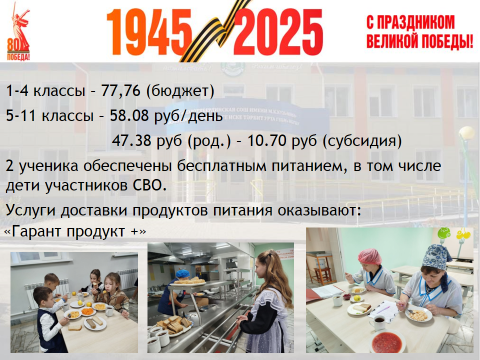 80
ПОБЕДА!
1945 2025
С ПРАЗДНИКОМ
ВЕЛИКОЙ ПОБЕДЫ!
1-4 классы – 77,76 (бюджет)
5-11 классы – 58.08 руб/день
47.38 руб (род.) – 10.70 руб (субсидия)
2 ученика обеспечены бесплатным питанием, в том числе
дети участников СВО.
Услуги доставки продуктов питания оказывают:
«Гарант продукт +»